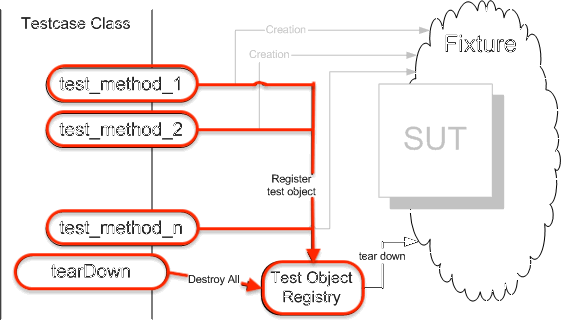 Testcase Class
Creation
Fixture
Creation
test_method_1
test_method_2
SUT
Register
test object
test_method_n
tear down
tearDown
Destroy All
Test Object
Registry